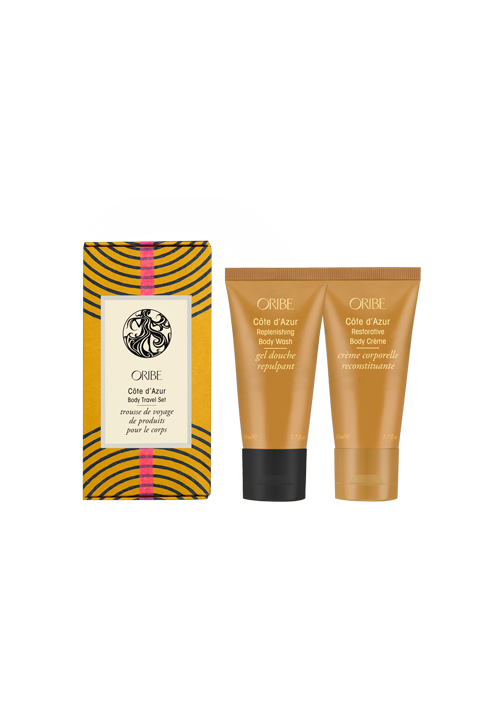 ORIBE
Côte d'Azur
Body Travel Set
trousse de voyage
de produits
pour le corps
ORIBE
Côte d'Azur
Replenishing
Body Wash
gel douche
repulpant
ORIBE
Côte d'Azur
Restorative
Body Crème
crème corporelle
reconstituante